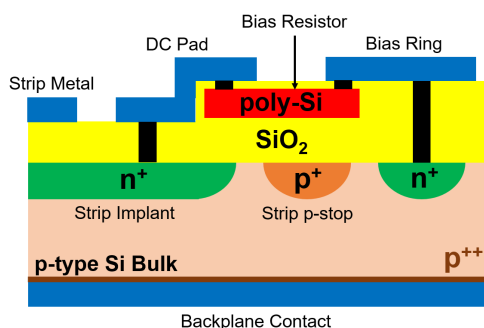 Bias Resistor
DC Pad
Bias Ring
Strip Metal
poly-Si
SiO₂
n⁺
p⁺
n⁺
Strip Implant
Strip p-stop
p-type Si Bulk
p⁺⁺
Backplane Contact